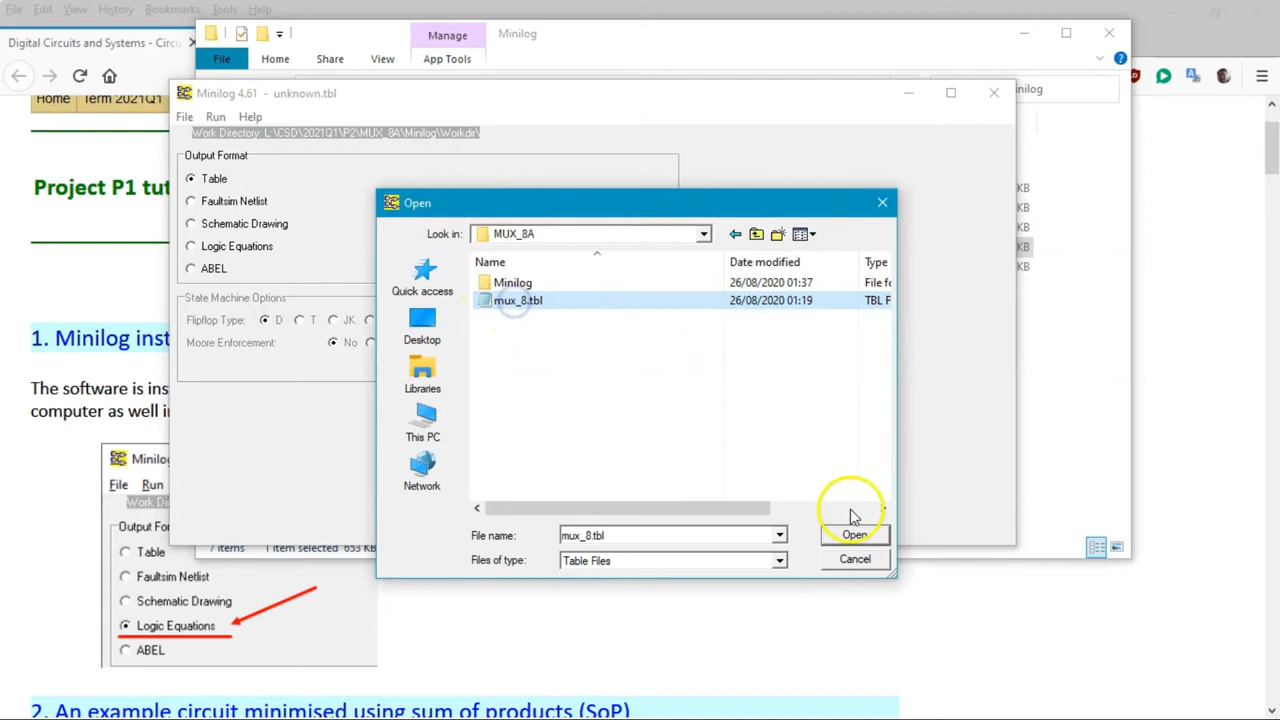 File Edit View History Bookmarks Tools Help
Digital Circuits and Systems - Circu
Manage
Minilog
File Home Share View App Tools
Home Term 2021Q1
nilog
Minilog 4.61 - unknown.tbl
File Run Help
Work Directory: L:\CSD\2021Q1\P2\MUX_8A\Minilog\Workdir\
Output Format
Table
Faultsim Netlist
Schematic Drawing
Logic Equations
ABEL
State Machine Options
Flipflop Type: D T JK
Moore Enforcement: No
Project P1 tut
Open
Look in: MUX_8A
Name Date modified Type
Minilog 26/08/2020 01:37 File fo
mux_8.tbl 26/08/2020 01:19 TBL F
Quick access
Desktop
Libraries
This PC
Network
File name: mux_8.tbl Open
Files of type: Table Files Cancel
KB
KB
KB
KB
KB
1. Minilog inst
The software is ins
computer as well in
7 items 1 item selected 653 KB
Minilog
File Run
Work Dir
Output For
Table
Faultsim Netlist
Schematic Drawing
Logic Equations
ABEL
2. An example circuit minimised using sum of products (SoP)